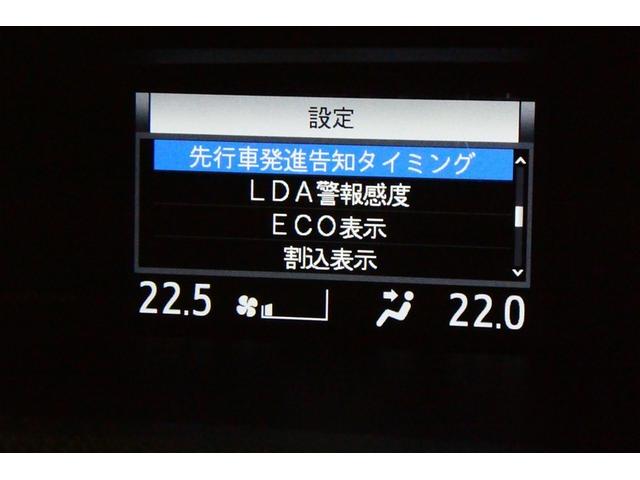 設定
先行車発進告知タイミング
LDA警報感度
ECO表示
割込表示
22.5 22.0